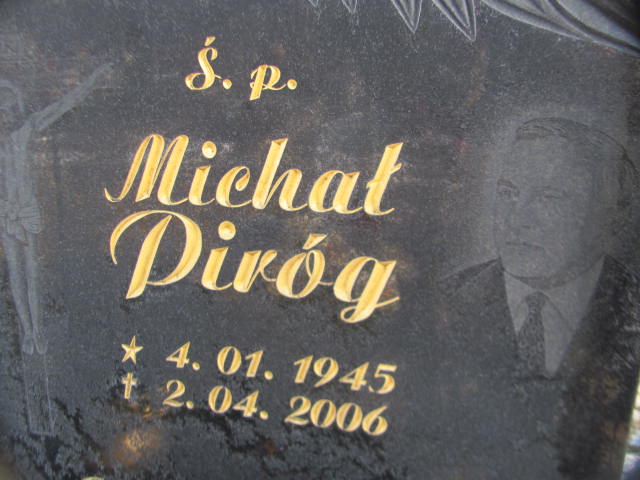 Ś. p.
Michał
Piróg
★ 4. 01. 1945
† 2. 04. 2006